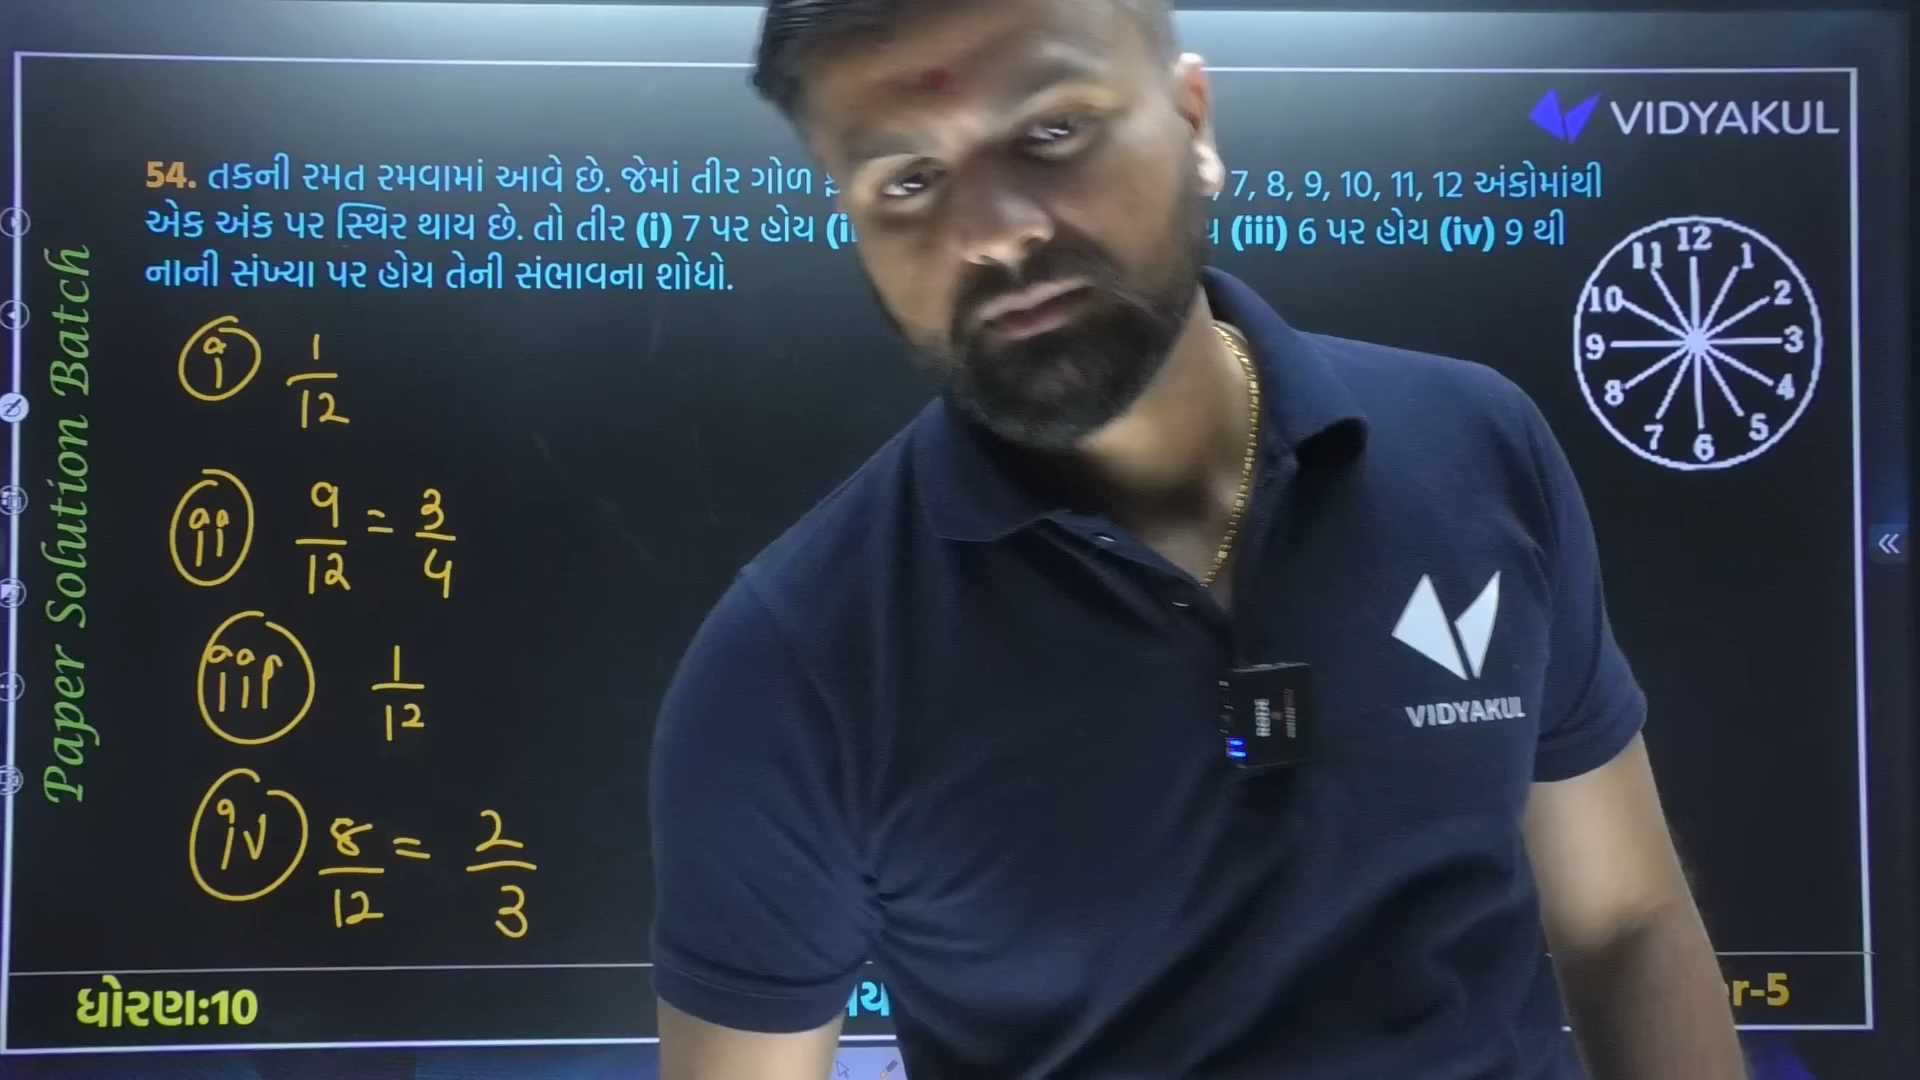 VIDYAKUL
54. તકની રમત રમવામાં આવે છે. જેમાં તીર ગોળ 7, 8, 9, 10, 11, 12 અંકોમાંથી
એક અંક પર સ્થિર થાય છે. તો તીર (i) 7 પર હોય (iii) 6 પર હોય (iv) 9 થી
નાની સંખ્યા પર હોય તેની સંભાવના શોધો.
12 1 2 3 4 5 6 7 8 9 10 11
Paper Solution Batch
i 1/12
ii 9/12 = 3/4
iii 1/12
iv 8/12 = 2/3
VIDYAKUL
RODE
ધોરણ:10
r-5